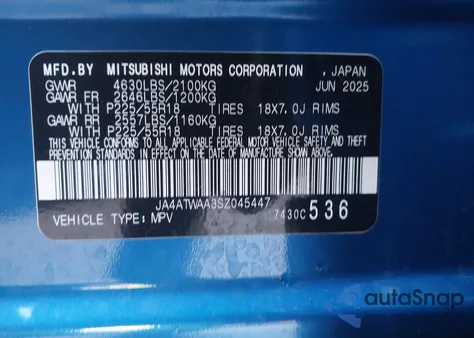 MFD.BY MITSUBISHI MOTORS CORPORATION , JAPAN
GVWR 4630LBS/2100KG JUN 2025
GAWR FR 2646LBS/1200KG
WITH P225/55R18 TIRES 18X7.0J RIMS
GAWR RR 2557LBS/1160KG
WITH P225/55R18 TIRES 18X7.0J RIMS
THIS VEHICLE CONFORMS TO ALL APPLICABLE FEDERAL MOTOR VEHICLE SAFETY AND THEFT
PREVENTION STANDARDS IN EFFECT ON THE DATE OF MANUFACTURE SHOWN ABOVE.
JA4ATWAA3SZ045447
VEHICLE TYPE: MPV 7430C 536
autoSnap